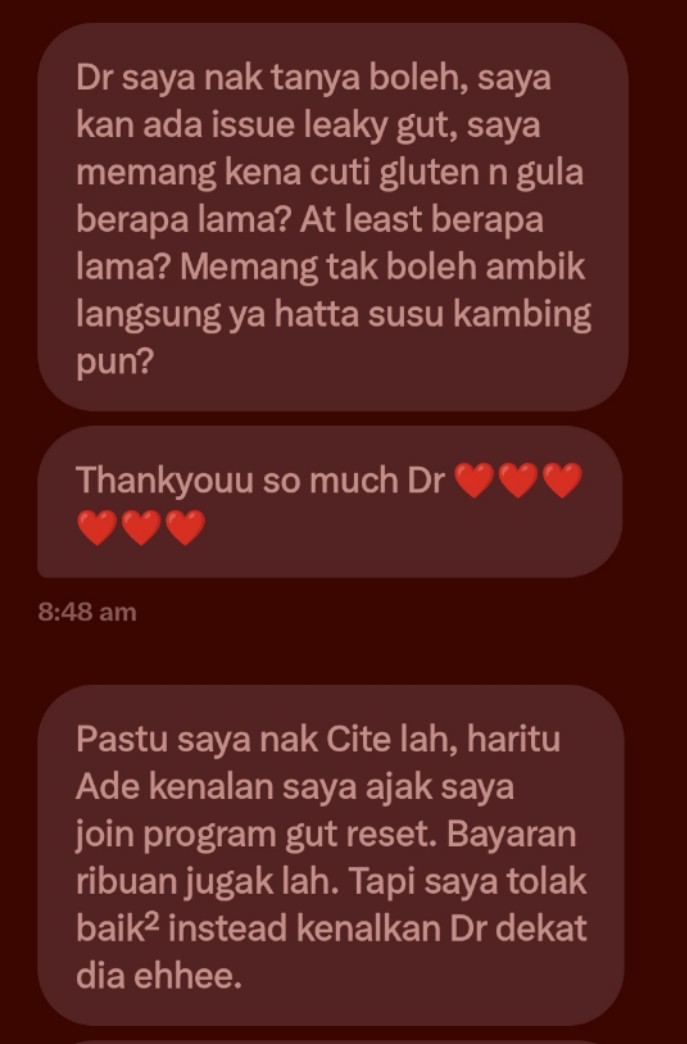 Dr saya nak tanya boleh, saya
kan ada issue leaky gut, saya
memang kena cuti gluten n gula
berapa lama? At least berapa
lama? Memang tak boleh ambik
langsung ya hatta susu kambing
pun?
Thankyouu so much Dr ❤️❤️❤️
❤️❤️❤️
8:48 am
Pastu saya nak Cite lah, haritu
Ade kenalan saya ajak saya
join program gut reset. Bayaran
ribuan jugak lah. Tapi saya tolak
baik² instead kenalkan Dr dekat
dia ehhee.